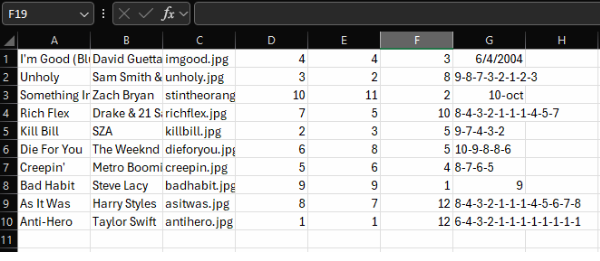 F19 fx
A B C D E F G H
1 I'm Good (Bl David Guetta imgood.jpg 4 4 3 6/4/2004
2 Unholy Sam Smith & unholy.jpg 3 2 8 9-8-7-3-2-1-2-3
3 Something In Zach Bryan stintheorang 10 11 2 10-oct
4 Rich Flex Drake & 21 Sa richflex.jpg 7 5 10 8-4-3-2-1-1-1-4-5-7
5 Kill Bill SZA killbill.jpg 2 3 5 9-7-4-3-2
6 Die For You The Weeknd dieforyou.jpg 6 8 5 10-9-8-8-6
7 Creepin' Metro Boomi creepin.jpg 5 6 4 8-7-6-5
8 Bad Habit Steve Lacy badhabit.jpg 9 9 1 9
9 As It Was Harry Styles asitwas.jpg 8 7 12 8-4-3-2-1-1-1-4-5-6-7-8
10 Anti-Hero Taylor Swift antihero.jpg 1 1 12 6-4-3-2-1-1-1-1-1-1-1-1
11